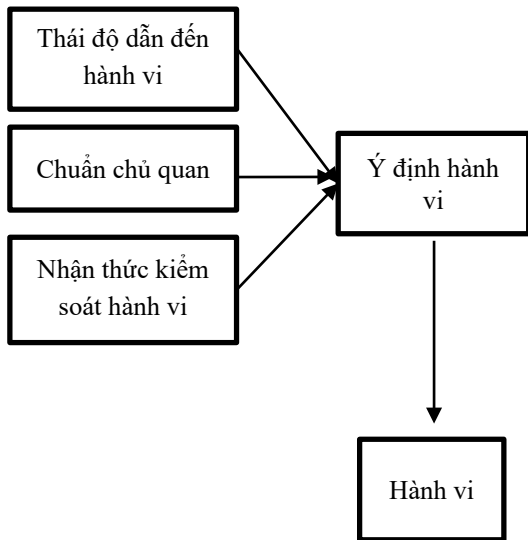 Thái độ dẫn đến
hành vi
Chuẩn chủ quan
Ý định hành
vi
Nhận thức kiểm
soát hành vi
Hành vi